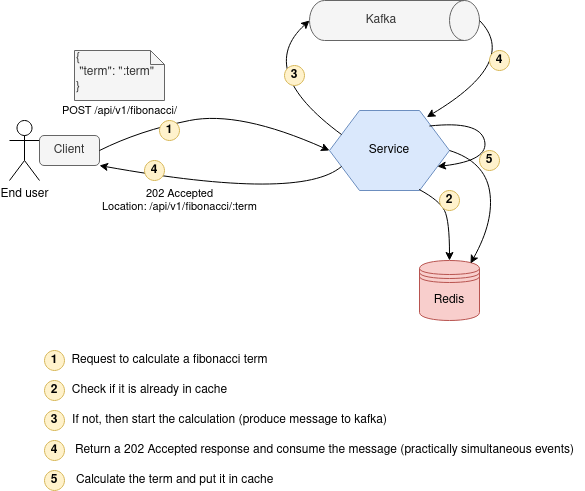 Kafka
{
"term": ":term"
}
POST /api/v1/fibonacci/
3
4
1
Client
Service
4
5
End user
202 Accepted
Location: /api/v1/fibonacci/:term
2
Redis
1 Request to calculate a fibonacci term
2 Check if it is already in cache
3 If not, then start the calculation (produce message to kafka)
4 Return a 202 Accepted response and consume the message (practically simultaneous events)
5 Calculate the term and put it in cache